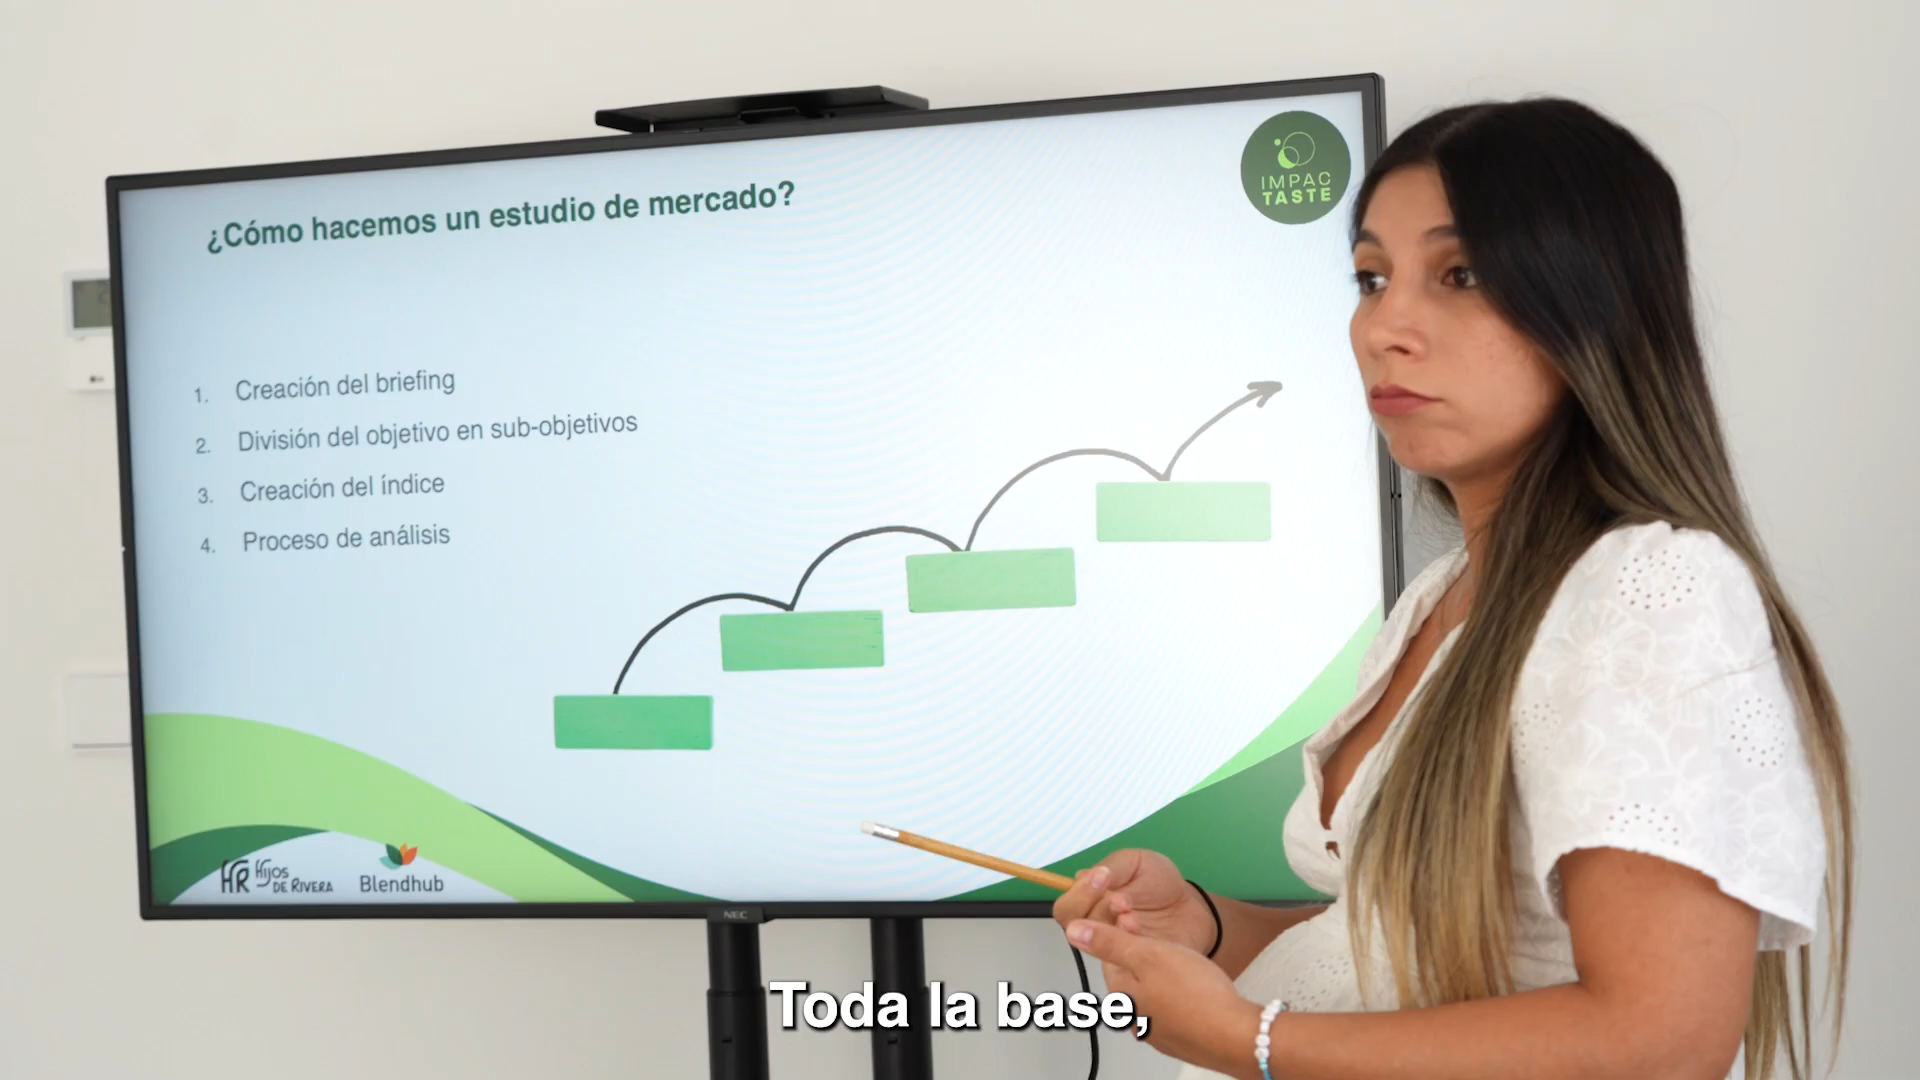 ¿Cómo hacemos un estudio de mercado?
IMPAC
TASTE
1. Creación del briefing
2. División del objetivo en sub-objetivos
3. Creación del índice
4. Proceso de análisis
HR Hijos
DE RIVERA
Blendhub
NEC
Toda la base,